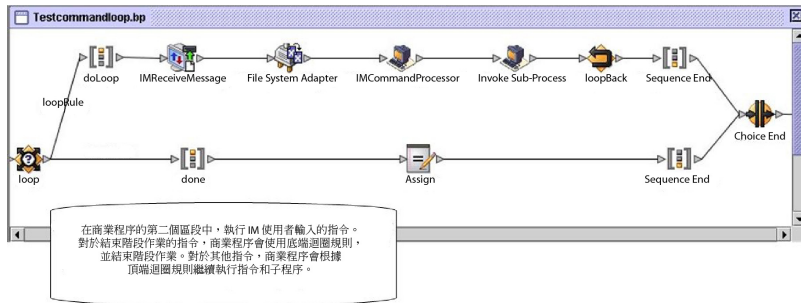 Testcommandloop.bp
doLoop
IMReceiveMessage
File System Adapter
IMCommandProcessor
Invoke Sub-Process
loopBack
Sequence End
loopRule
Choice End
loop
done
Assign
Sequence End
在商業程序的第二個區段中，執行 IM 使用者輸入的指令。
對於結束階段作業的指令，商業程序會使用底端迴圈規則，
並結束階段作業。對於其他指令，商業程序會根據
頂端迴圈規則繼續執行指令和子程序。